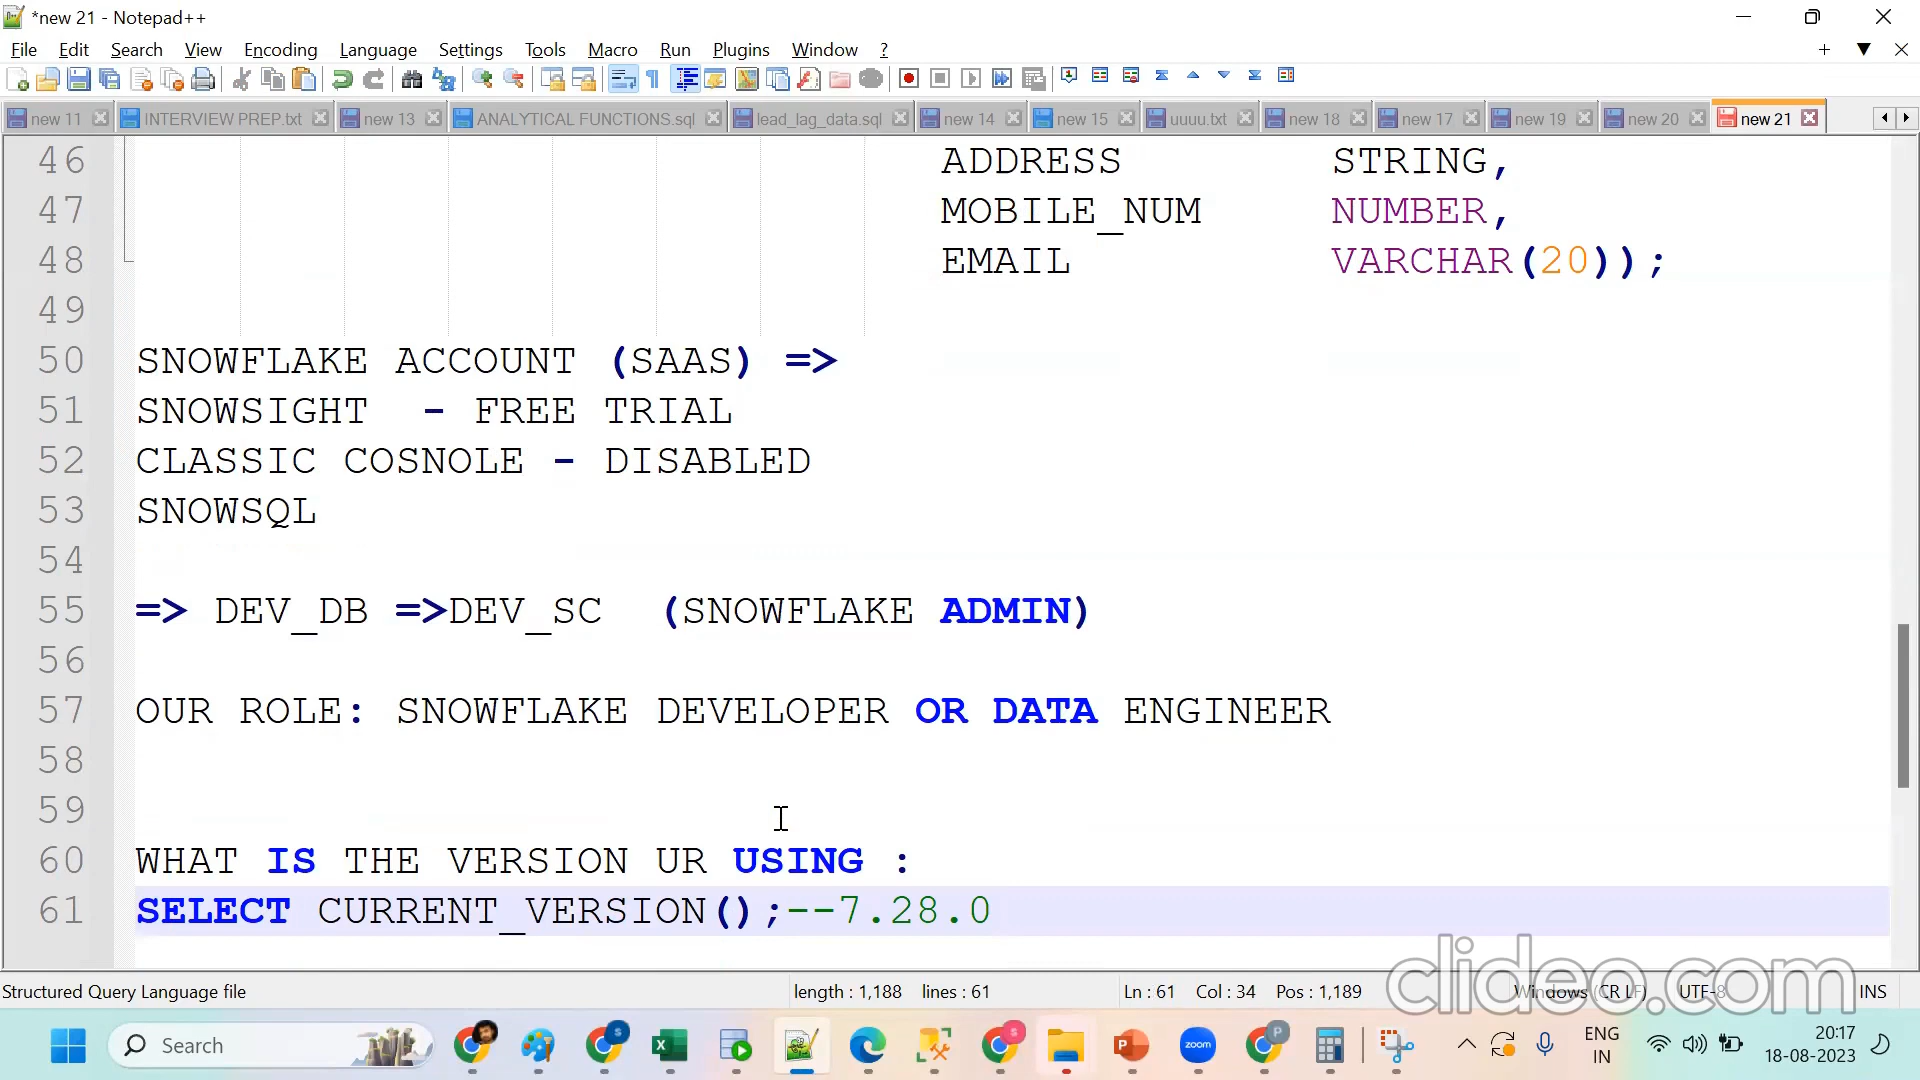 *new 21 - Notepad++
File Edit Search View Encoding Language Settings Tools Macro Run Plugins Window ?
new 11 INTERVIEW PREP.txt new 13 ANALYTICAL FUNCTIONS.sql lead_lag_data.sql new 14 new 15 uuuu.txt new 18 new 17 new 19 new 20 new 21
46 ADDRESS STRING,
47 MOBILE_NUM NUMBER,
48 EMAIL VARCHAR(20));
49
50 SNOWFLAKE ACCOUNT (SAAS) =>
51 SNOWSIGHT - FREE TRIAL
52 CLASSIC COSNOLE - DISABLED
53 SNOWSQL
54
55 => DEV_DB =>DEV_SC (SNOWFLAKE ADMIN)
56
57 OUR ROLE: SNOWFLAKE DEVELOPER OR DATA ENGINEER
58
59
60 WHAT IS THE VERSION UR USING :
61 SELECT CURRENT_VERSION();--7.28.0
clideo.com
Structured Query Language file length : 1,188 lines : 61 Ln : 61 Col : 34 Pos : 1,189 Windows (CR LF) UTF-8 INS
Search zoom ENG 20:17
IN 18-08-2023